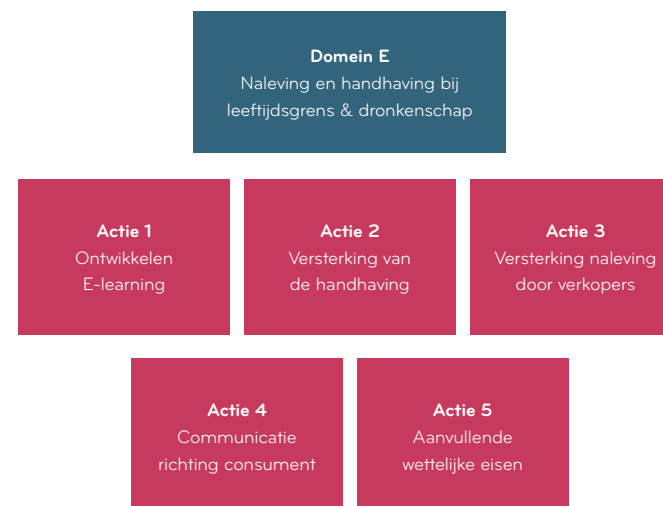 Domein E
Naleving en handhaving bij
leeftijdsgrens & dronkenschap
Actie 1
Ontwikkelen
E-learning
Actie 2
Versterking van
de handhaving
Actie 3
Versterking naleving
door verkopers
Actie 4
Communicatie
richting consument
Actie 5
Aanvullende
wettelijke eisen